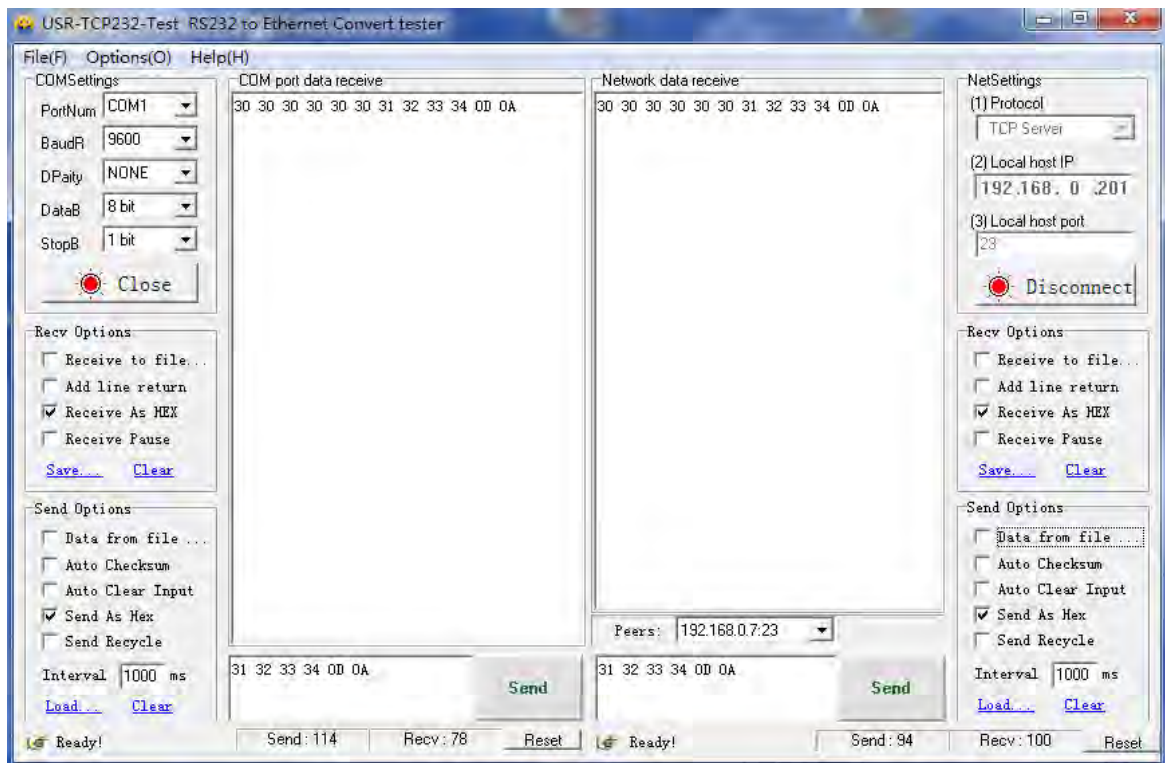 USR-TCP232-Test RS232 to Ethernet Convert tester
File(F) Options(O) Help(H)
COMSettings
PortNum COM1
BaudR 9600
DPaity NONE
DataB 8 bit
StopB 1 bit
Close
Recv Options
Receive to file...
Add line return
Receive As HEX
Receive Pause
Save... Clear
Send Options
Data from file ...
Auto Checksum
Auto Clear Input
Send As Hex
Send Recycle
Interval 1000 ms
Load... Clear
COM port data receive
30 30 30 30 30 30 31 32 33 34 0D 0A
31 32 33 34 0D 0A
Send
Network data receive
30 30 30 30 30 30 31 32 33 34 0D 0A
Peers: 192.168.0.7:23
31 32 33 34 0D 0A
Send
NetSettings
(1) Protocol
TCP Server
(2) Local host IP
192.168. 0 .201
(3) Local host port
23
Disconnect
Recv Options
Receive to file...
Add line return
Receive As HEX
Receive Pause
Save... Clear
Send Options
Data from file ...
Auto Checksum
Auto Clear Input
Send As Hex
Send Recycle
Interval 1000 ms
Load... Clear
Ready! Send : 114 Recv : 78 Reset
Ready! Send : 94 Recv : 100 Reset